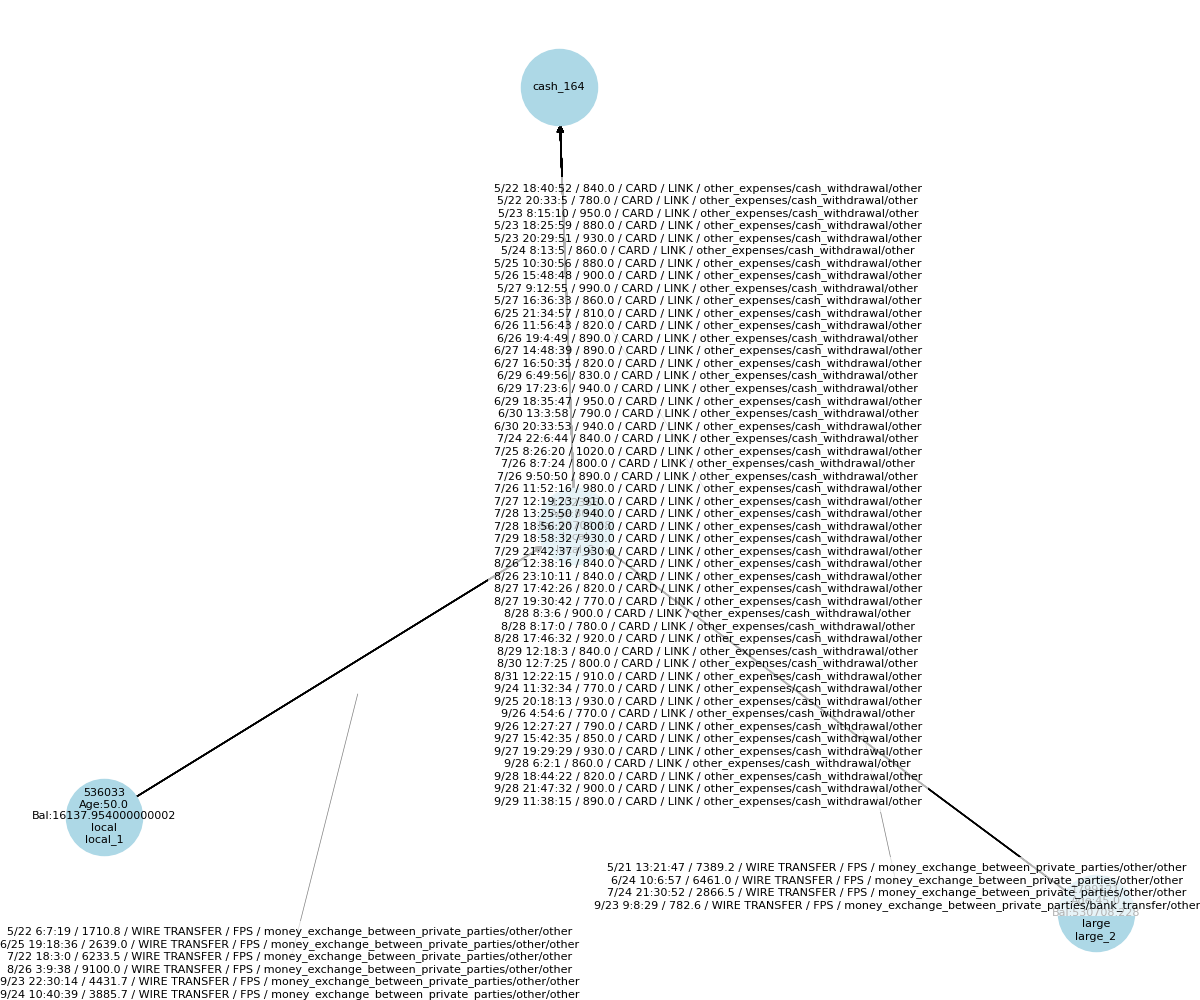 cash_164
5/22 18:40:52 / 840.0 / CARD / LINK / other_expenses/cash_withdrawal/other
5/22 20:33:5 / 780.0 / CARD / LINK / other_expenses/cash_withdrawal/other
5/23 8:15:10 / 950.0 / CARD / LINK / other_expenses/cash_withdrawal/other
5/23 18:25:59 / 880.0 / CARD / LINK / other_expenses/cash_withdrawal/other
5/23 20:29:51 / 930.0 / CARD / LINK / other_expenses/cash_withdrawal/other
5/24 8:13:5 / 860.0 / CARD / LINK / other_expenses/cash_withdrawal/other
5/25 10:30:56 / 880.0 / CARD / LINK / other_expenses/cash_withdrawal/other
5/26 15:48:48 / 900.0 / CARD / LINK / other_expenses/cash_withdrawal/other
5/27 9:12:55 / 990.0 / CARD / LINK / other_expenses/cash_withdrawal/other
5/27 16:36:33 / 860.0 / CARD / LINK / other_expenses/cash_withdrawal/other
6/25 21:34:57 / 810.0 / CARD / LINK / other_expenses/cash_withdrawal/other
6/26 11:56:43 / 820.0 / CARD / LINK / other_expenses/cash_withdrawal/other
6/26 19:4:49 / 890.0 / CARD / LINK / other_expenses/cash_withdrawal/other
6/27 14:48:39 / 890.0 / CARD / LINK / other_expenses/cash_withdrawal/other
6/27 16:50:35 / 820.0 / CARD / LINK / other_expenses/cash_withdrawal/other
6/29 6:49:56 / 830.0 / CARD / LINK / other_expenses/cash_withdrawal/other
6/29 17:23:6 / 940.0 / CARD / LINK / other_expenses/cash_withdrawal/other
6/29 18:35:47 / 950.0 / CARD / LINK / other_expenses/cash_withdrawal/other
6/30 13:3:58 / 790.0 / CARD / LINK / other_expenses/cash_withdrawal/other
6/30 20:33:53 / 940.0 / CARD / LINK / other_expenses/cash_withdrawal/other
7/24 22:6:44 / 840.0 / CARD / LINK / other_expenses/cash_withdrawal/other
7/25 8:26:20 / 1020.0 / CARD / LINK / other_expenses/cash_withdrawal/other
7/26 8:7:24 / 800.0 / CARD / LINK / other_expenses/cash_withdrawal/other
7/26 9:50:50 / 890.0 / CARD / LINK / other_expenses/cash_withdrawal/other
7/26 11:52:16 / 980.0 / CARD / LINK / other_expenses/cash_withdrawal/other
7/27 12:19:23 / 910.0 / CARD / LINK / other_expenses/cash_withdrawal/other
7/28 13:25:50 / 940.0 / CARD / LINK / other_expenses/cash_withdrawal/other
7/28 18:56:20 / 800.0 / CARD / LINK / other_expenses/cash_withdrawal/other
7/29 18:58:32 / 930.0 / CARD / LINK / other_expenses/cash_withdrawal/other
7/29 21:42:37 / 930.0 / CARD / LINK / other_expenses/cash_withdrawal/other
8/26 12:38:16 / 840.0 / CARD / LINK / other_expenses/cash_withdrawal/other
8/26 23:10:11 / 840.0 / CARD / LINK / other_expenses/cash_withdrawal/other
8/27 17:42:26 / 820.0 / CARD / LINK / other_expenses/cash_withdrawal/other
8/27 19:30:42 / 770.0 / CARD / LINK / other_expenses/cash_withdrawal/other
8/28 8:3:6 / 900.0 / CARD / LINK / other_expenses/cash_withdrawal/other
8/28 8:17:0 / 780.0 / CARD / LINK / other_expenses/cash_withdrawal/other
8/28 17:46:32 / 920.0 / CARD / LINK / other_expenses/cash_withdrawal/other
8/29 12:18:3 / 840.0 / CARD / LINK / other_expenses/cash_withdrawal/other
8/30 12:7:25 / 800.0 / CARD / LINK / other_expenses/cash_withdrawal/other
8/31 12:22:15 / 910.0 / CARD / LINK / other_expenses/cash_withdrawal/other
9/24 11:32:34 / 770.0 / CARD / LINK / other_expenses/cash_withdrawal/other
9/25 20:18:13 / 930.0 / CARD / LINK / other_expenses/cash_withdrawal/other
9/26 4:54:6 / 770.0 / CARD / LINK / other_expenses/cash_withdrawal/other
9/26 12:27:27 / 790.0 / CARD / LINK / other_expenses/cash_withdrawal/other
9/27 15:42:35 / 850.0 / CARD / LINK / other_expenses/cash_withdrawal/other
9/27 19:29:29 / 930.0 / CARD / LINK / other_expenses/cash_withdrawal/other
9/28 6:2:1 / 860.0 / CARD / LINK / other_expenses/cash_withdrawal/other
9/28 18:44:22 / 820.0 / CARD / LINK / other_expenses/cash_withdrawal/other
9/28 21:47:32 / 900.0 / CARD / LINK / other_expenses/cash_withdrawal/other
9/29 11:38:15 / 890.0 / CARD / LINK / other_expenses/cash_withdrawal/other
536033
Age:50.0
Bal:16137.954000000002
local
local_1
5/21 13:21:47 / 7389.2 / WIRE TRANSFER / FPS / money_exchange_between_private_parties/other/other
6/24 10:6:57 / 6461.0 / WIRE TRANSFER / FPS / money_exchange_between_private_parties/other/other
7/24 21:30:52 / 2866.5 / WIRE TRANSFER / FPS / money_exchange_between_private_parties/other/other
9/23 9:8:29 / 782.6 / WIRE TRANSFER / FPS / money_exchange_between_private_parties/bank_transfer/other
large
large_2
5/22 6:7:19 / 1710.8 / WIRE TRANSFER / FPS / money_exchange_between_private_parties/other/other
6/25 19:18:36 / 2639.0 / WIRE TRANSFER / FPS / money_exchange_between_private_parties/other/other
7/22 18:3:0 / 6233.5 / WIRE TRANSFER / FPS / money_exchange_between_private_parties/other/other
8/26 3:9:38 / 9100.0 / WIRE TRANSFER / FPS / money_exchange_between_private_parties/other/other
9/23 22:30:14 / 4431.7 / WIRE TRANSFER / FPS / money_exchange_between_private_parties/other/other
9/24 10:40:39 / 3885.7 / WIRE TRANSFER / FPS / money_exchange_between_private_parties/other/other